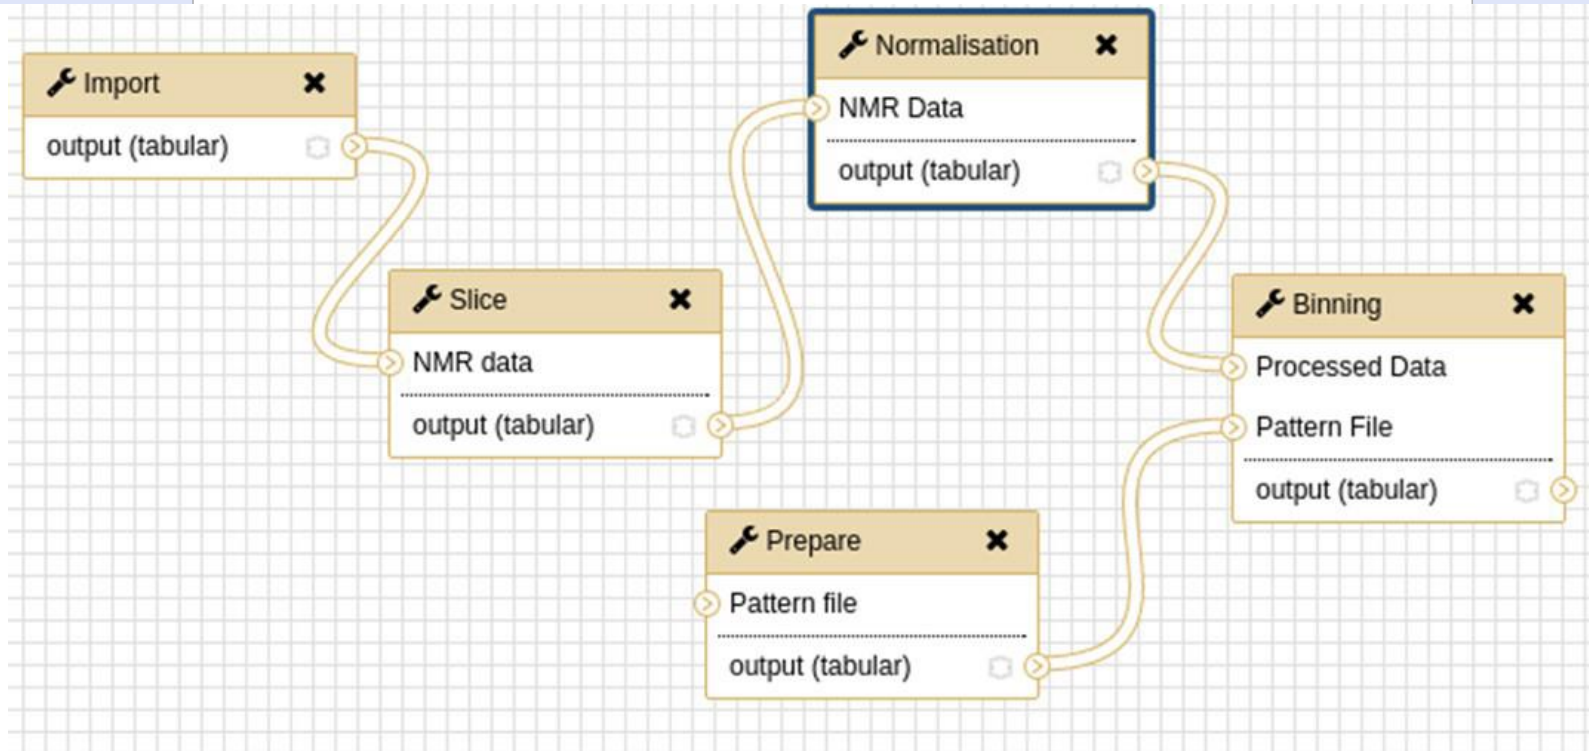 Import
output (tabular)
Slice
NMR data
output (tabular)
Normalisation
NMR Data
output (tabular)
Binning
Processed Data
Pattern File
output (tabular)
Prepare
Pattern file
output (tabular)